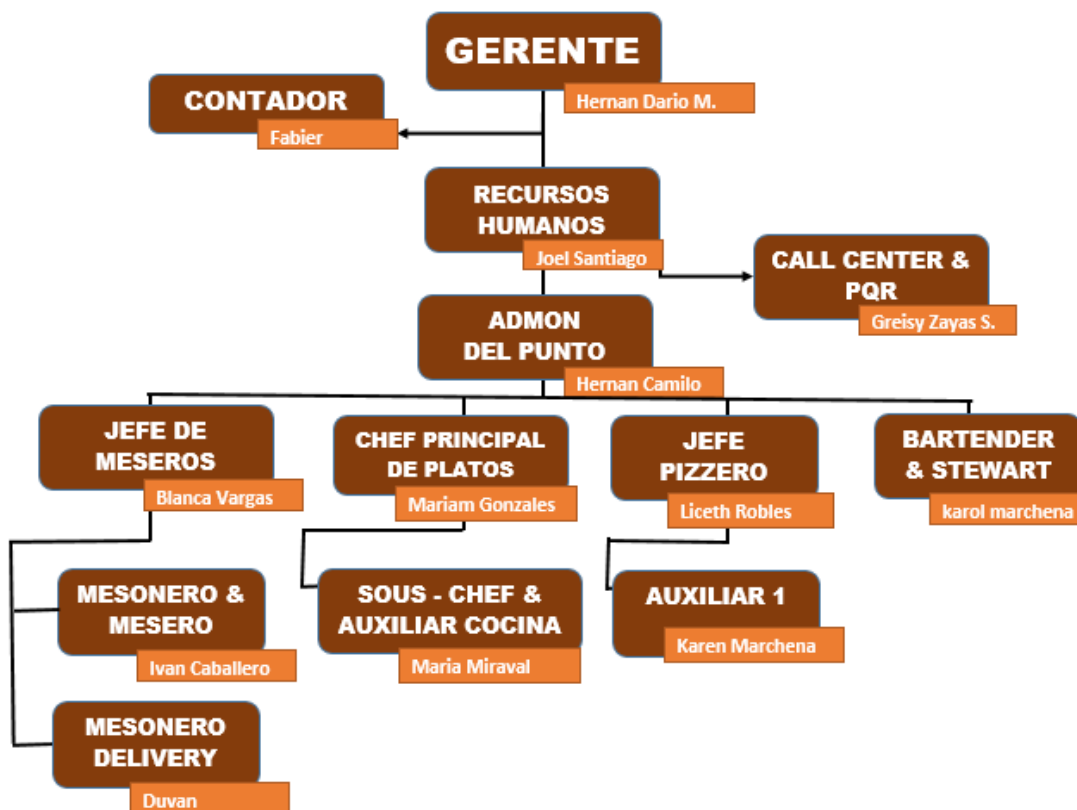 GERENTE
Hernan Dario M.
CONTADOR
Fabier
RECURSOS
HUMANOS
Joel Santiago
CALL CENTER &
PQR
Greisy Zayas S.
ADMON
DEL PUNTO
Hernan Camilo
JEFE DE
MESEROS
Blanca Vargas
CHEF PRINCIPAL
DE PLATOS
Mariam Gonzales
JEFE
PIZZERO
Liceth Robles
BARTENDER
& STEWART
karol marchena
MESONERO &
MESERO
Ivan Caballero
SOUS - CHEF &
AUXILIAR COCINA
Maria Miraval
AUXILIAR 1
Karen Marchena
MESONERO
DELIVERY
Duvan